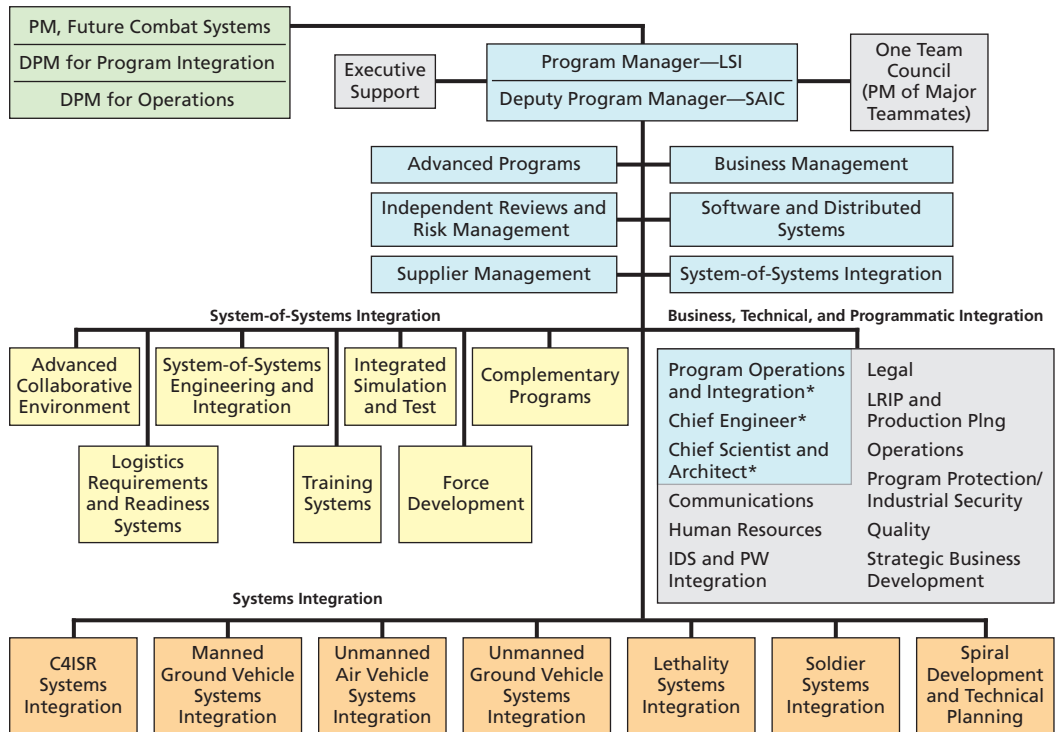 PM, Future Combat Systems
DPM for Program Integration
DPM for Operations
Executive
Support
Program Manager—LSI
Deputy Program Manager—SAIC
One Team
Council
(PM of Major
Teammates)
Advanced Programs
Business Management
Independent Reviews and
Risk Management
Software and Distributed
Systems
Supplier Management
System-of-Systems Integration
System-of-Systems Integration
Business, Technical, and Programmatic Integration
Advanced
Collaborative
Environment
System-of-Systems
Engineering and
Integration
Integrated
Simulation
and Test
Complementary
Programs
Logistics
Requirements
and Readiness
Systems
Training
Systems
Force
Development
Program Operations
and Integration*
Chief Engineer*
Chief Scientist and
Architect*
Communications
Human Resources
IDS and PW
Integration
Legal
LRIP and
Production Plng
Operations
Program Protection/
Industrial Security
Quality
Strategic Business
Development
Systems Integration
C4ISR
Systems
Integration
Manned
Ground Vehicle
Systems
Integration
Unmanned
Air Vehicle
Systems
Integration
Unmanned
Ground Vehicle
Systems
Integration
Lethality
Systems
Integration
Soldier
Systems
Integration
Spiral
Development
and Technical
Planning